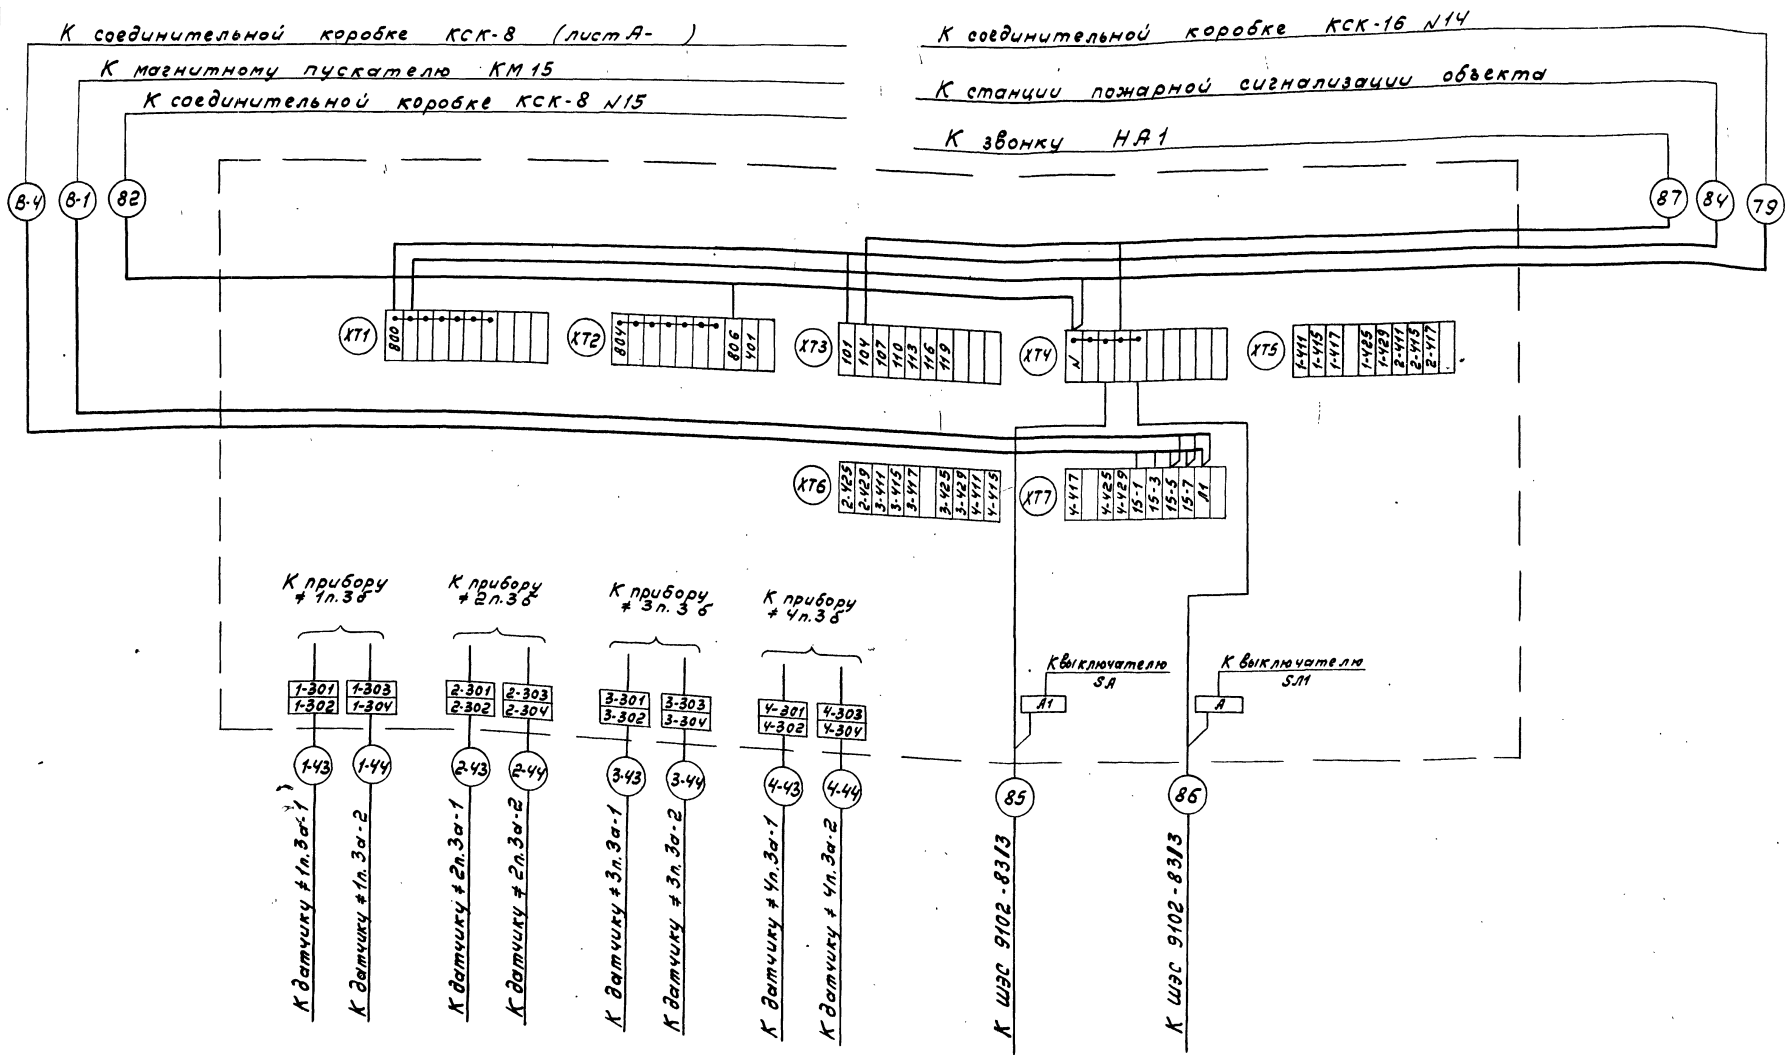 К соединительной коробке КСК-8 (лист А- )
К магнитному пускателю КМ15
К соединительной коробке КСК-8 №15
К соединительной коробке КСК-16 №14
К станции пожарной сигнализации объекта
К звонку НА1
В-4 В-1 82
87 84 79
ХТ1 800
ХТ2 804 806 401
ХТ3 101 104 107 110 113 116 119
ХТ4 N
ХТ5 1-411 1-415 1-417 1-425 1-429 2-411 2-415 2-417
ХТ6 2-425 2-429 3-411 3-415 3-417 3-425 3-429 4-411 4-415
ХТ7 4-417 4-425 4-429 15-1 15-3 15-5 15-7 Л1
К прибору
≠ 1п.3б
К прибору
≠ 2п.3б
К прибору
≠ 3п.3б
К прибору
≠ 4п.3б
1-301 1-303 2-301 2-303 3-301 3-303 4-301 4-303
1-302 1-304 2-302 2-304 3-302 3-304 4-302 4-304
К выключателю
SA
Л1
К выключателю
SЛ1
А
1-43 1-44 2-43 2-44 3-43 3-44 4-43 4-44 85 86
К датчику ≠1п.3а-1
К датчику ≠1п.3а-2
К датчику ≠2п.3а-1
К датчику ≠2п.3а-2
К датчику ≠3п.3а-1
К датчику ≠3п.3а-2
К датчику ≠4п.3а-1
К датчику ≠4п.3а-2
К ШЭС 9102-83/3
К ШЭС 9102-83/3